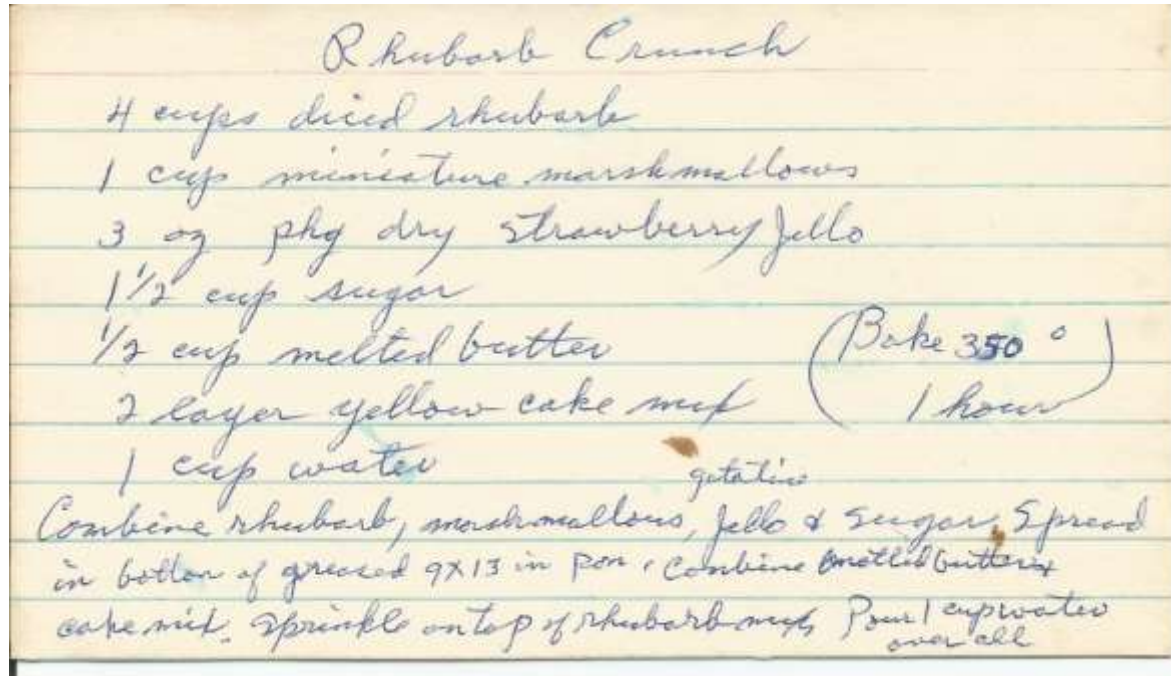 Rhubarb Crunch
4 cups diced rhubarb
1 cup miniature marshmallows
3 oz pkg dry strawberry Jello
1 1/2 cup sugar
1/2 cup melted butter
(Bake 350°
2 layer yellow cake mix
1 hour)
1 cup water
gelatin
Combine rhubarb, marshmallows, Jello & sugar. Spread
in bottom of greased 9X13 in pan. Combine melted butter &
cake mix. Sprinkle on top of rhubarb mix. Pour 1 cup water
over all